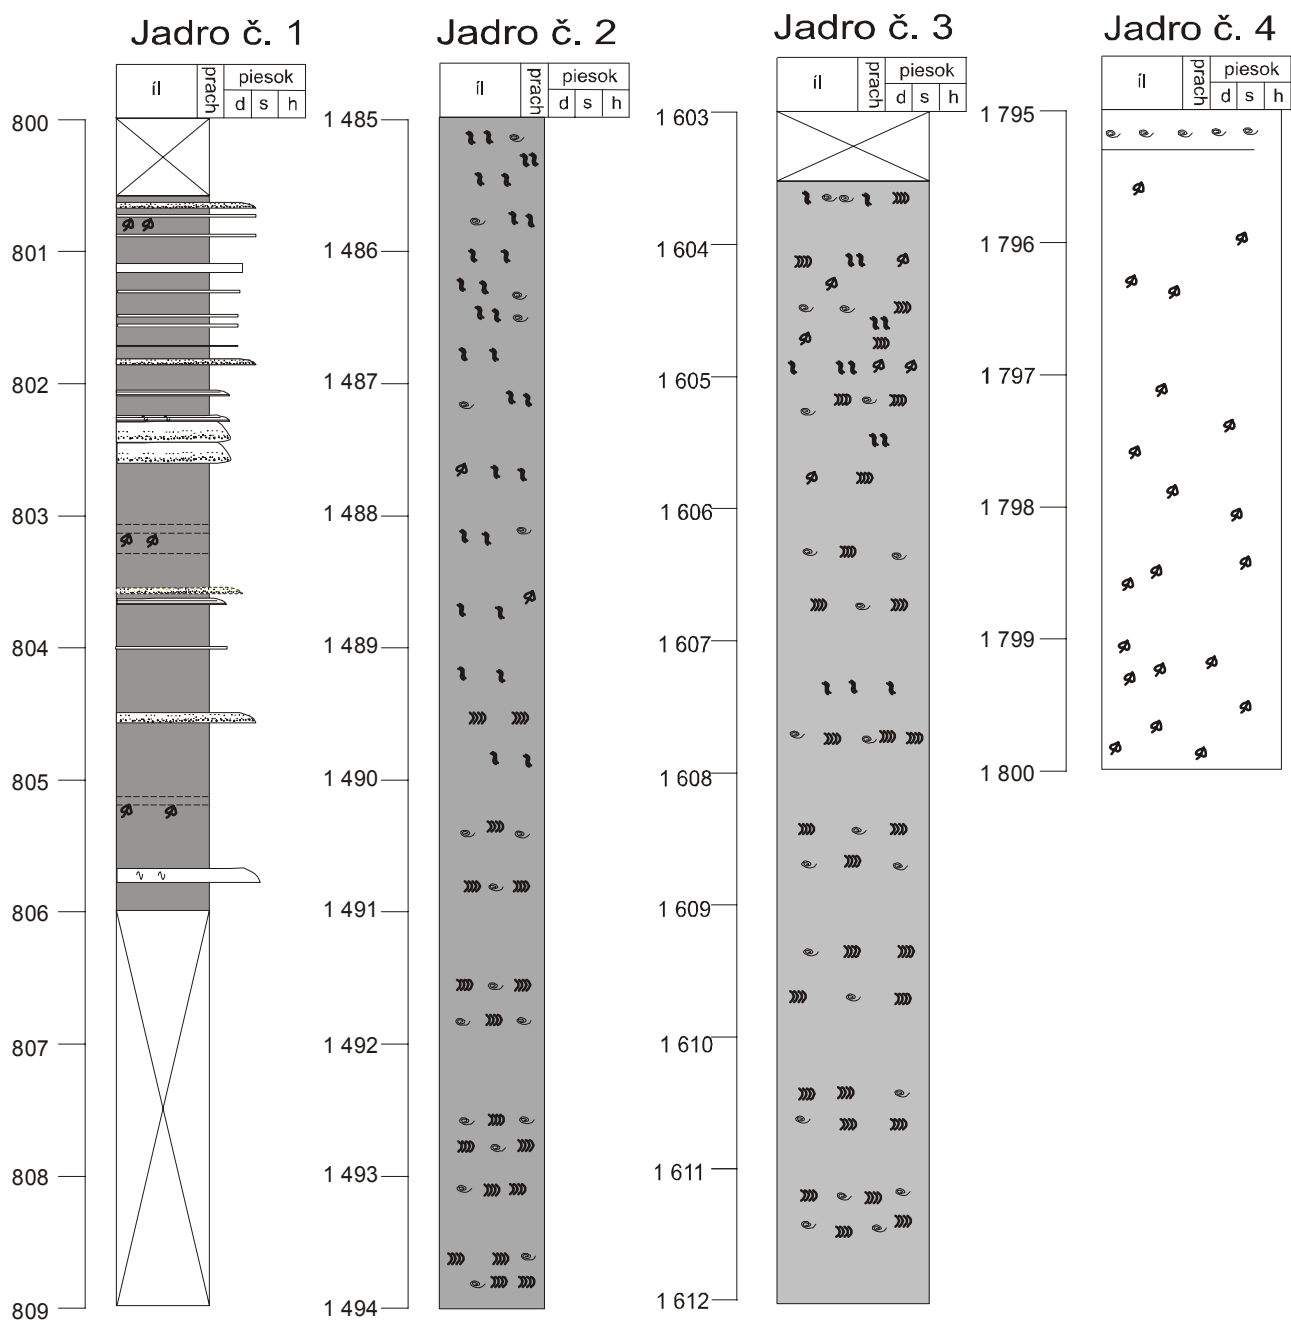 Jadro č. 1
íl
prach
piesok
d s h
800
801
802
803
804
805
806
807
808
809
Jadro č. 2
íl
prach
piesok
d s h
1 485
1 486
1 487
1 488
1 489
1 490
1 491
1 492
1 493
1 494
Jadro č. 3
íl
prach
piesok
d s h
1 603
1 604
1 605
1 606
1 607
1 608
1 609
1 610
1 611
1 612
Jadro č. 4
íl
prach
piesok
d s h
1 795
1 796
1 797
1 798
1 799
1 800